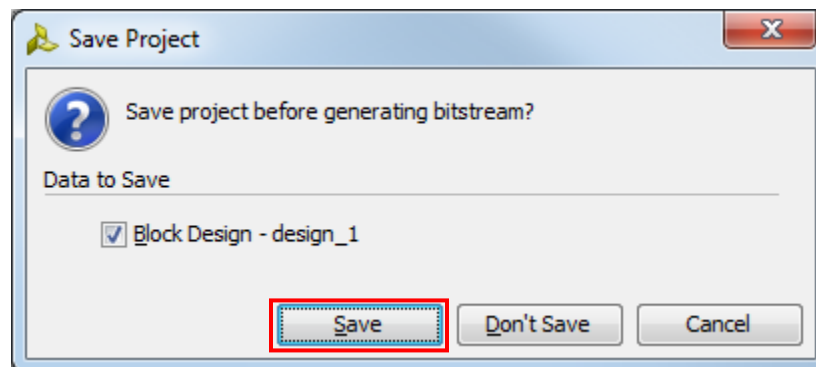 Save Project
Save project before generating bitstream?
Data to Save
Block Design - design_1
Save Don't Save Cancel